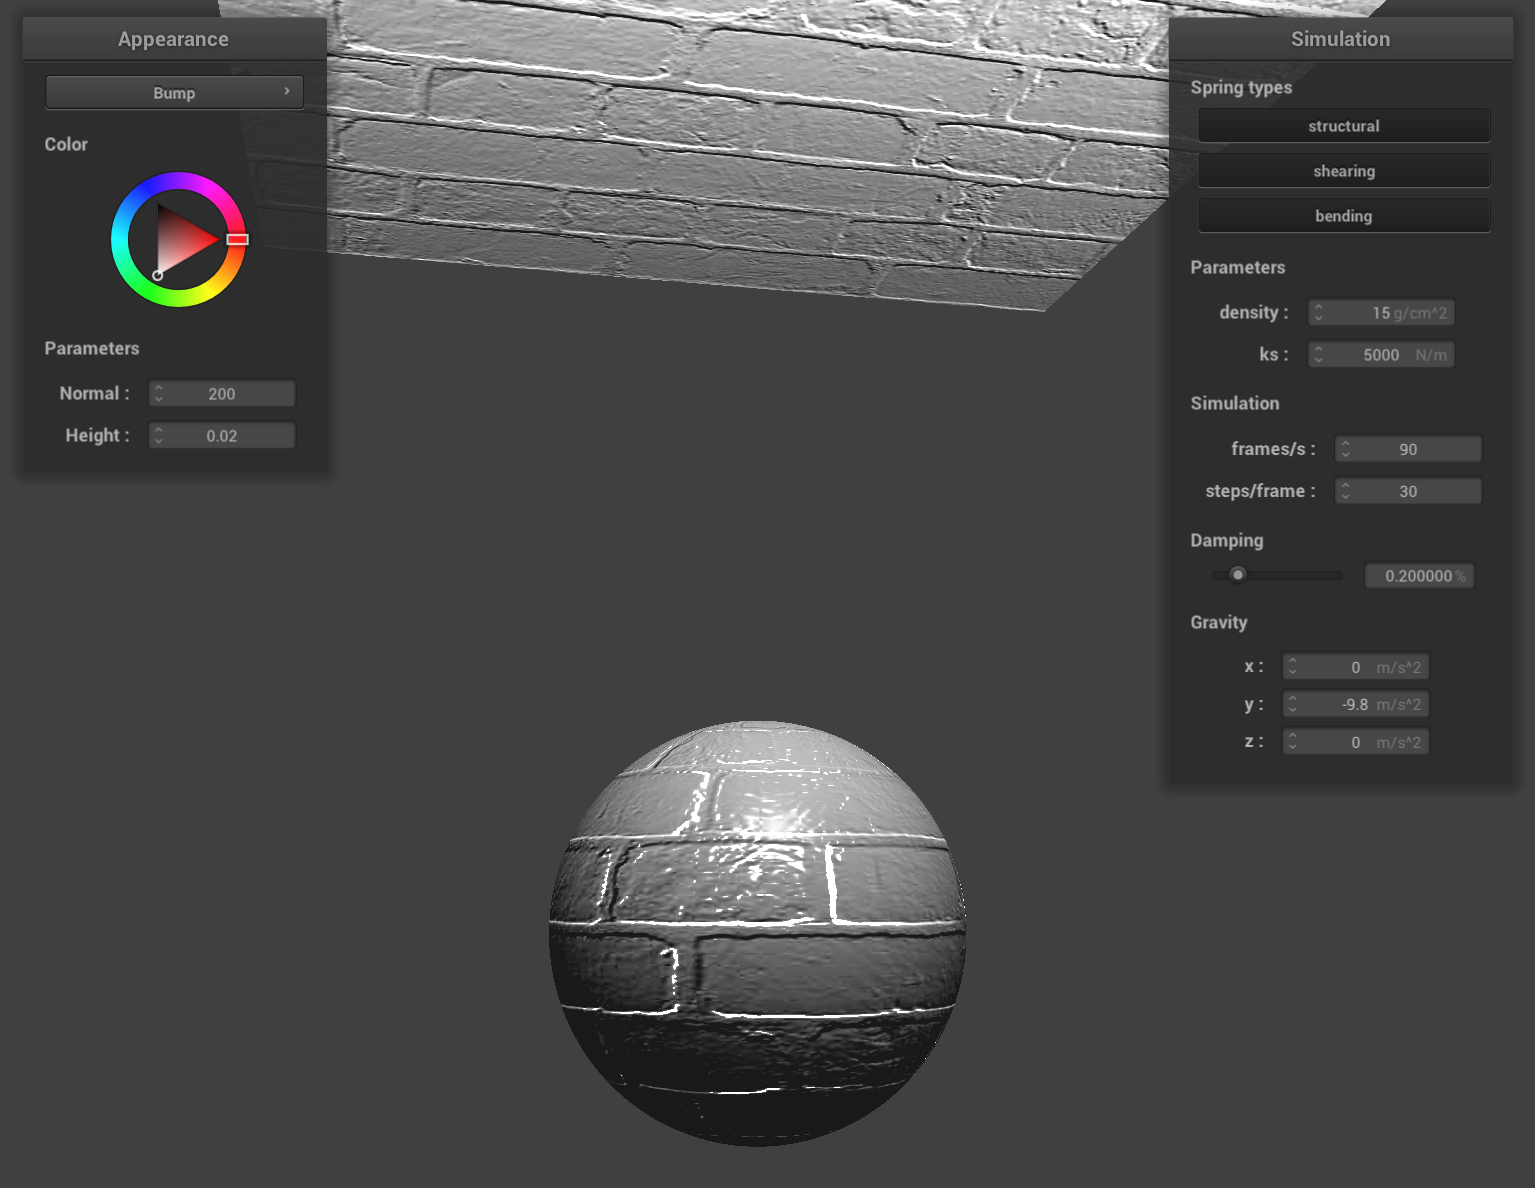 Appearance
Bump
Color
Parameters
Normal : 200
Height : 0.02
Simulation
Spring types
structural
shearing
bending
Parameters
density : 15 g/cm^2
ks : 5000 N/m
Simulation
frames/s : 90
steps/frame : 30
Damping
0.200000 %
Gravity
x : 0 m/s^2
y : -9.8 m/s^2
z : 0 m/s^2